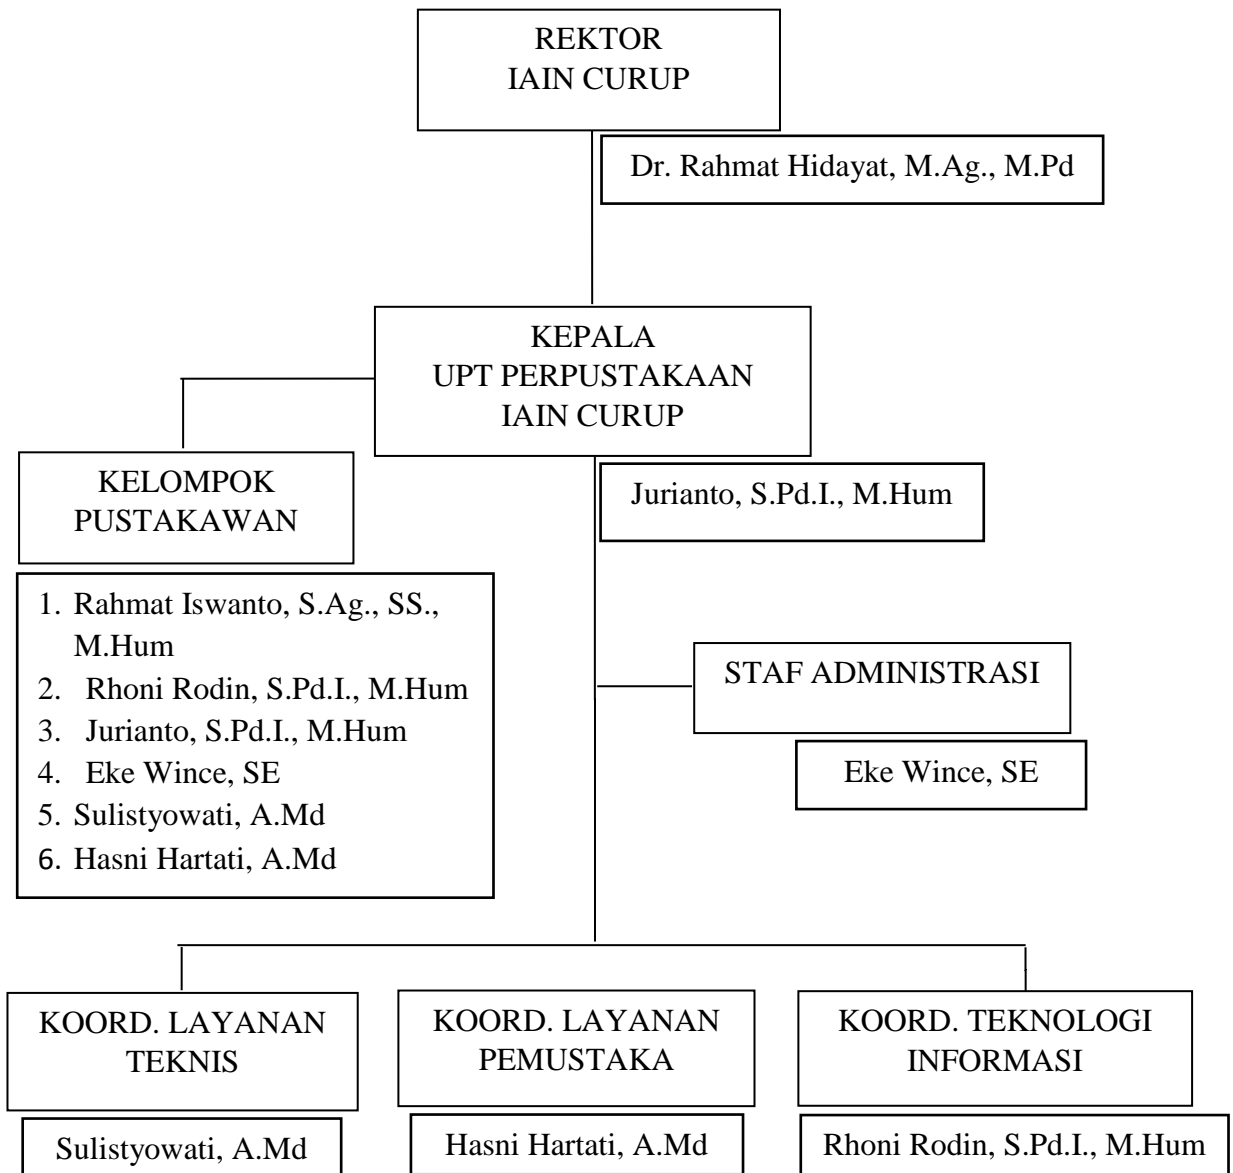 REKTOR
IAIN CURUP
Dr. Rahmat Hidayat, M.Ag., M.Pd
KEPALA
UPT PERPUSTAKAAN
IAIN CURUP
Jurianto, S.Pd.I., M.Hum
KELOMPOK
PUSTAKAWAN
1. Rahmat Iswanto, S.Ag., SS.,
M.Hum
2. Rhoni Rodin, S.Pd.I., M.Hum
3. Jurianto, S.Pd.I., M.Hum
4. Eke Wince, SE
5. Sulistyowati, A.Md
6. Hasni Hartati, A.Md
STAF ADMINISTRASI
Eke Wince, SE
KOORD. LAYANAN
TEKNIS
Sulistyowati, A.Md
KOORD. LAYANAN
PEMUSTAKA
Hasni Hartati, A.Md
KOORD. TEKNOLOGI
INFORMASI
Rhoni Rodin, S.Pd.I., M.Hum